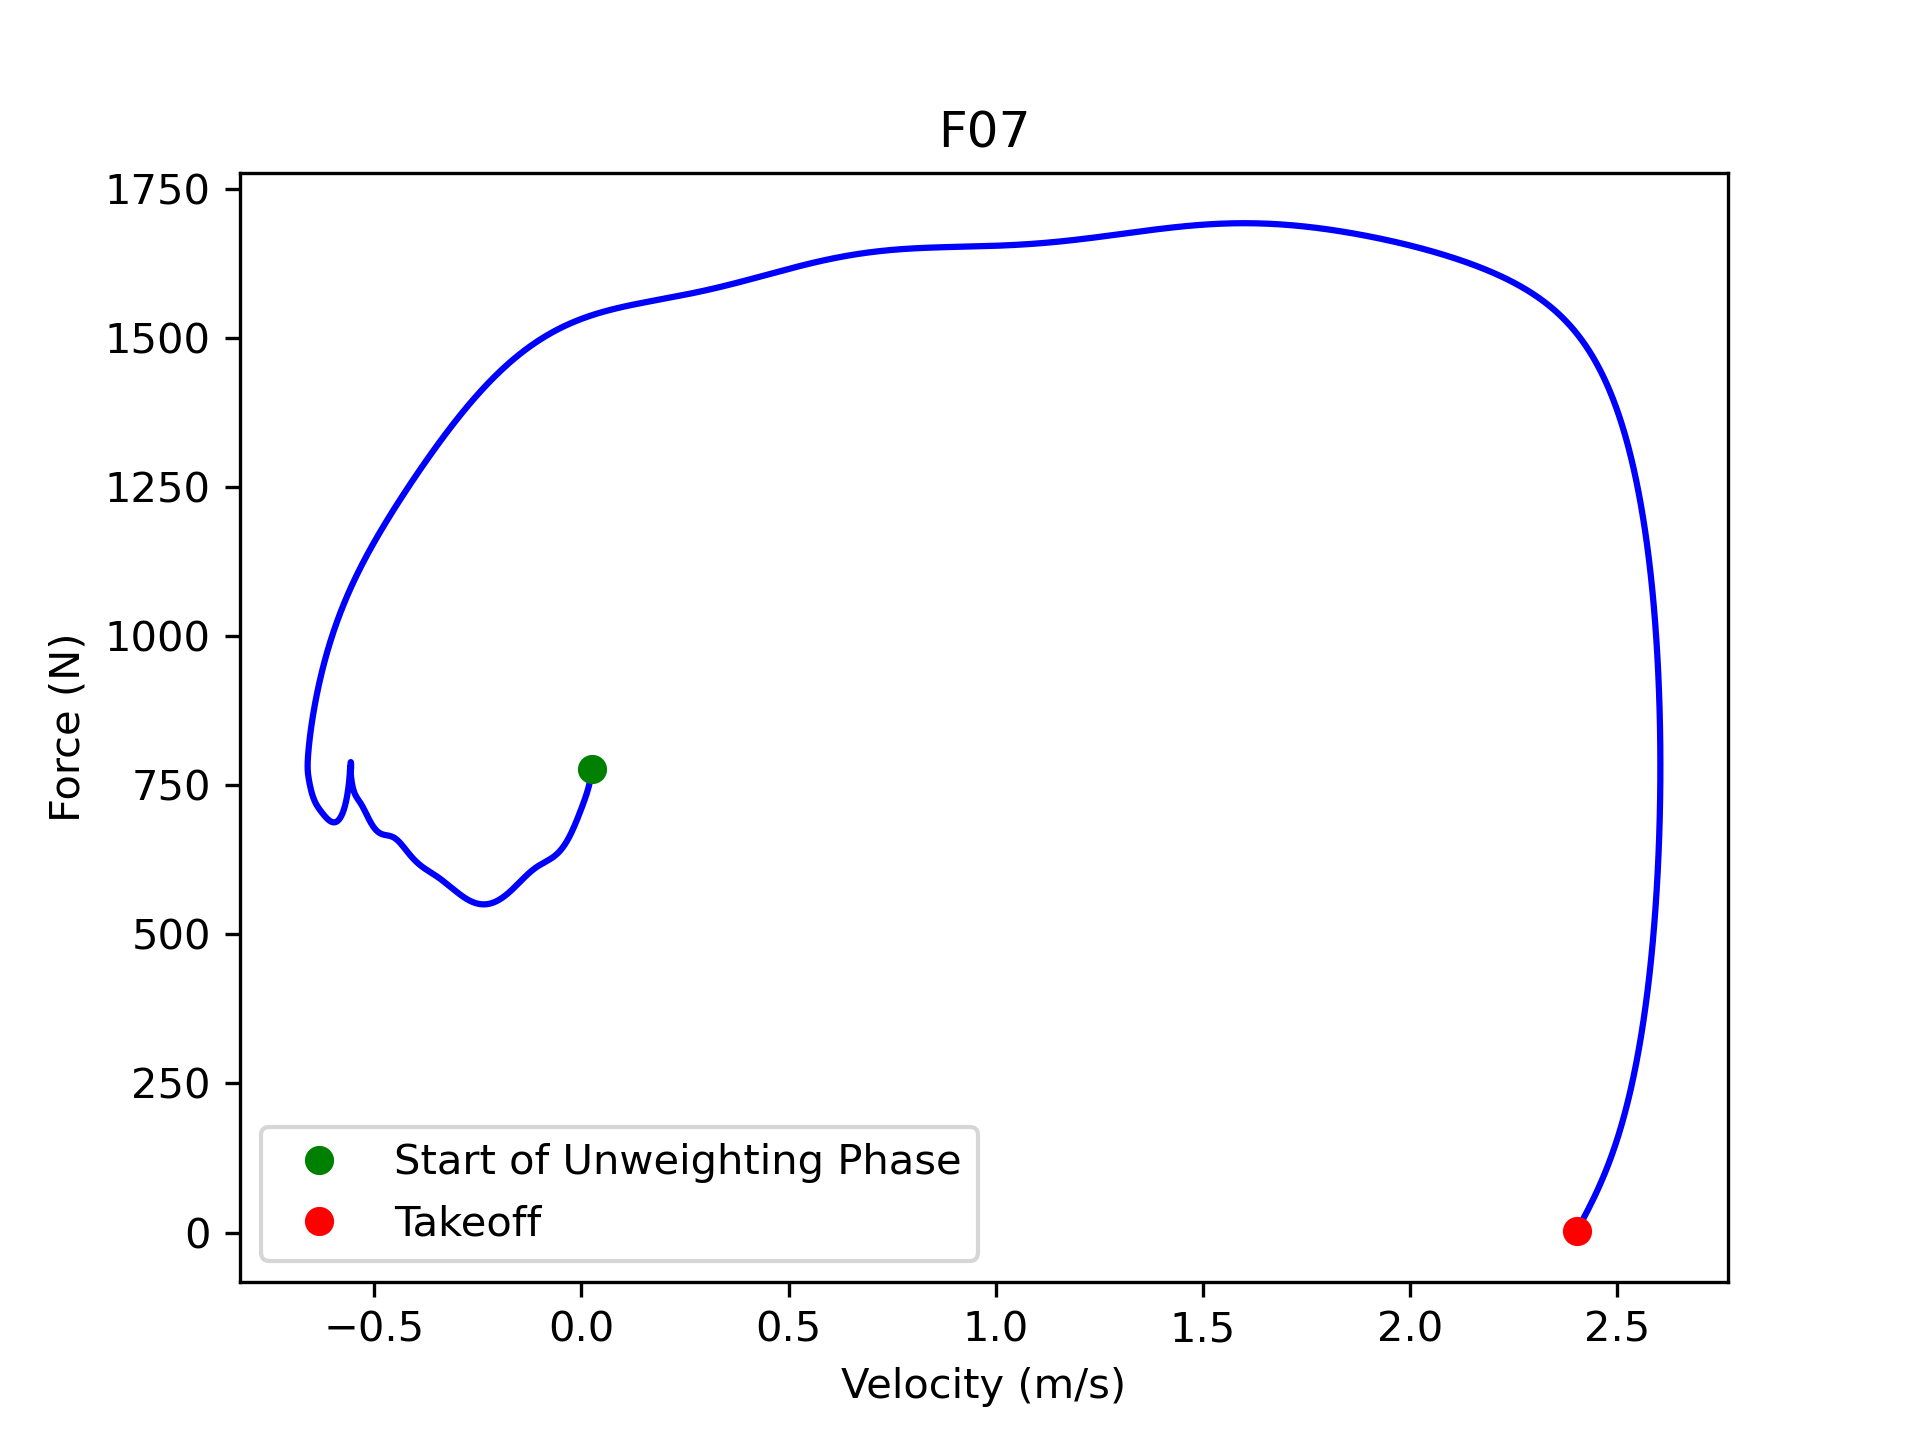 F07
1750
1500
1250
1000
750
500
250
0
Force (N)
Start of Unweighting Phase
Takeoff
−0.5 0.0 0.5 1.0 1.5 2.0 2.5
Velocity (m/s)